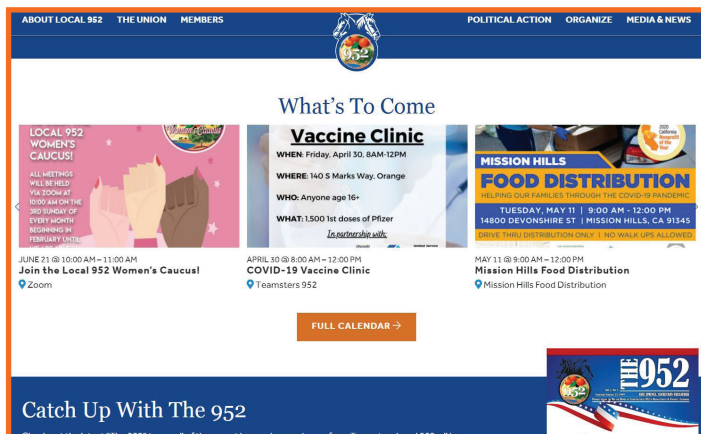 ABOUT LOCAL 952 THE UNION MEMBERS
POLITICAL ACTION ORGANIZE MEDIA & NEWS
952
What's To Come
LOCAL 952
WOMEN'S
CAUCUS!
ALL MEETINGS
WILL BE HELD
VIA ZOOM AT
10:00 AM ON THE
3RD SUNDAY OF
EVERY MONTH
BEGINNING IN
FEBRUARY UNTIL
Women's Caucus
JUNE 21 @ 10:00 AM – 11:00 AM
Join the Local 952 Women's Caucus!
Zoom
Vaccine Clinic
WHEN: Friday, April 30, 8AM-12PM
WHERE: 140 S Marks Way, Orange
WHO: Anyone age 16+
WHAT: 1,500 1st doses of Pfizer
In partnership with:
APRIL 30 @ 8:00 AM – 12:00 PM
COVID-19 Vaccine Clinic
Teamsters 952
2020
California
Nonprofit
of the
Year
MISSION HILLS
FOOD DISTRIBUTION
HELPING OUR FAMILIES THROUGH THE COVID-19 PANDEMIC
TUESDAY, MAY 11 | 9:00 AM - 12:00 PM
14800 DEVONSHIRE ST | MISSION HILLS, CA 91345
DRIVE THRU DISTRIBUTION ONLY | NO WALK UPS ALLOWED
MAY 11 @ 9:00 AM – 12:00 PM
Mission Hills Food Distribution
Mission Hills Food Distribution
FULL CALENDAR →
Catch Up With The 952
THE 952